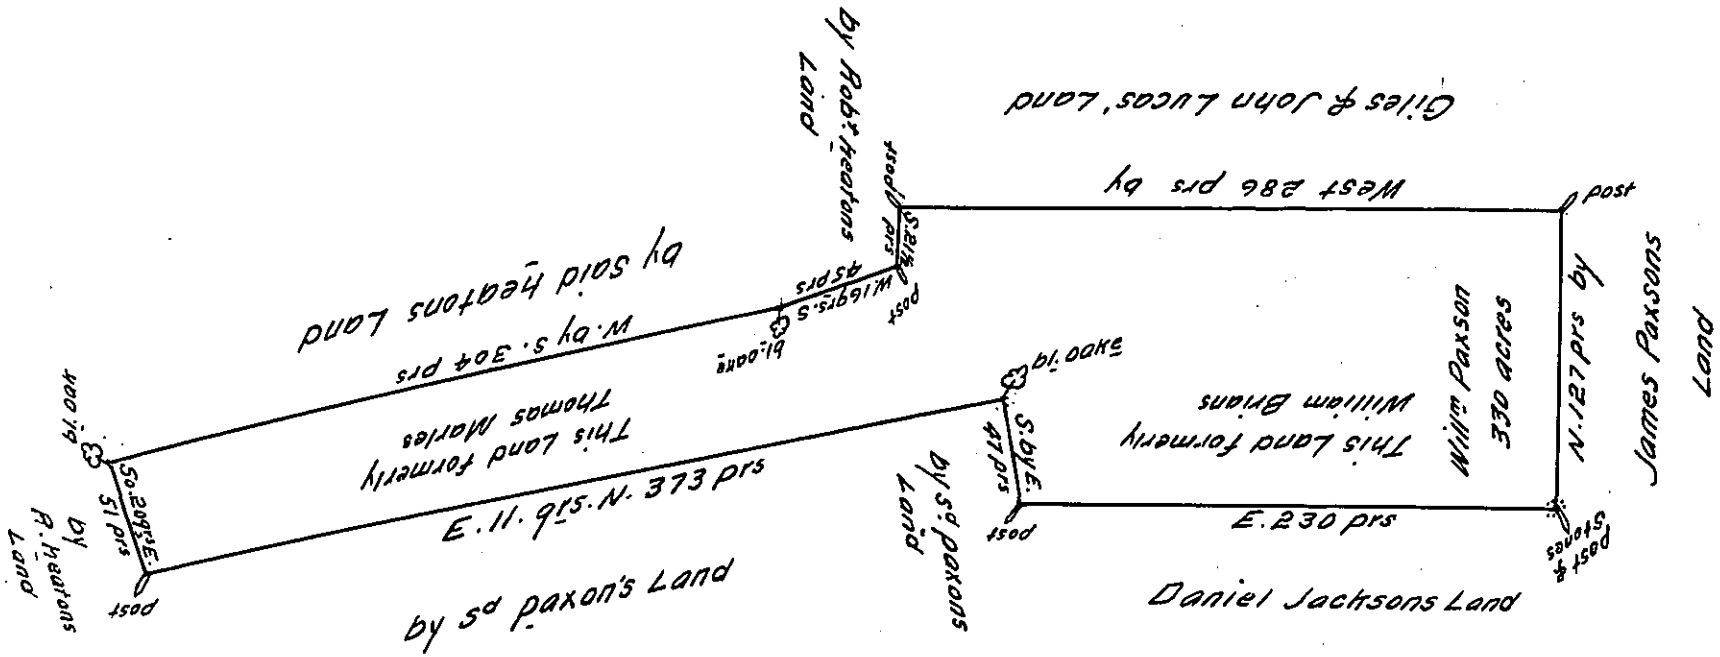 by Robt. heatons
Land
Giles & John Lucas' Land
post
West 286 prs by
post
S. 21½
prs
post
W. 16 grs. S
45 prs
bl: oake
by said heatons Land
W. by S. 304 prs
This Land formerly
Thomas Marles
E. 11. grs. N. 373 prs
So. 20 grs E.
51 prs
by
R. heatons
Land
post
by Sd paxon's Land
bl. oake
S. by E.
47 prs
by sd paxons
Land
post
This Land formerly
William Brians
Willm Paxson
330 acres
N. 127 prs by
James Paxsons
Land
E. 230 prs
post &
Stones
Daniel Jacksons Land